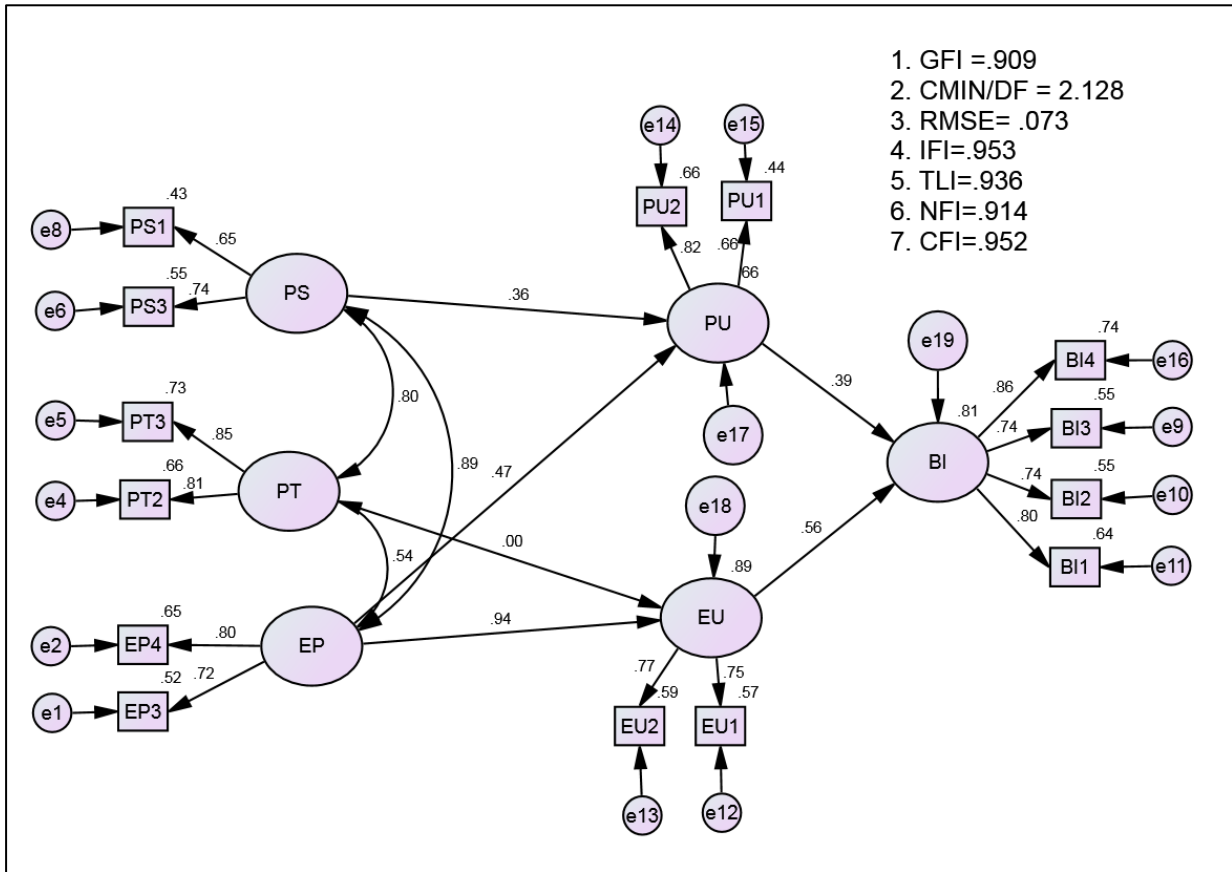 1. GFI =.909
2. CMIN/DF = 2.128
3. RMSE= .073
4. IFI=.953
5. TLI=.936
6. NFI=.914
7. CFI=.952
e14
e15
.66
.44
PU2
PU1
.82
.66
.66
PU
e17
.43
e8
PS1
.65
.55
e6
PS3
.74
PS
.36
.80
.89
.47
.73
e5
PT3
.85
.66
e4
PT2
.81
PT
.00
.54
.65
e2
EP4
.80
.52
e1
EP3
.72
EP
.94
e18
.89
EU
.77
.75
.59
.57
EU2
EU1
e13
e12
.39
.56
e19
.81
BI
.74
.86
BI4
e16
.55
.74
BI3
e9
.55
.74
BI2
e10
.64
.80
BI1
e11